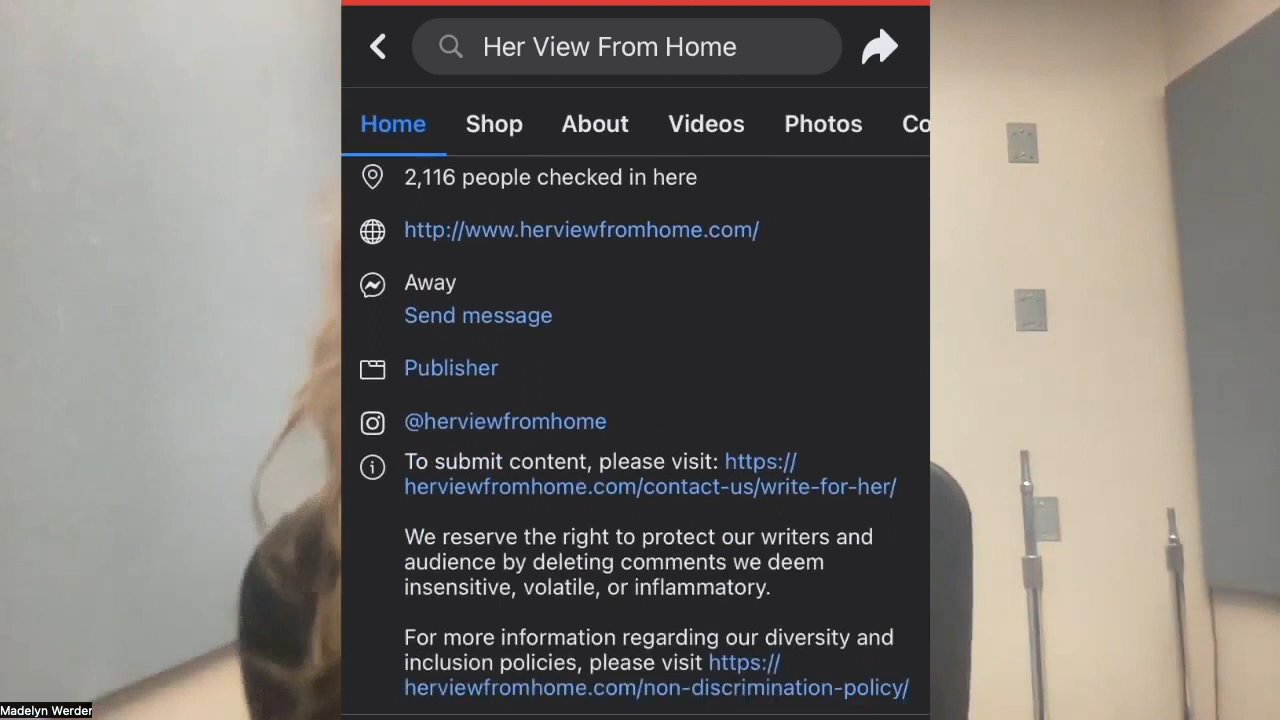 Her View From Home
Home Shop About Videos Photos Co
2,116 people checked in here
http://www.herviewfromhome.com/
Away
Send message
Publisher
@herviewfromhome
To submit content, please visit: https://
herviewfromhome.com/contact-us/write-for-her/
We reserve the right to protect our writers and
audience by deleting comments we deem
insensitive, volatile, or inflammatory.
For more information regarding our diversity and
inclusion policies, please visit https://
herviewfromhome.com/non-discrimination-policy/
Madelyn Werder